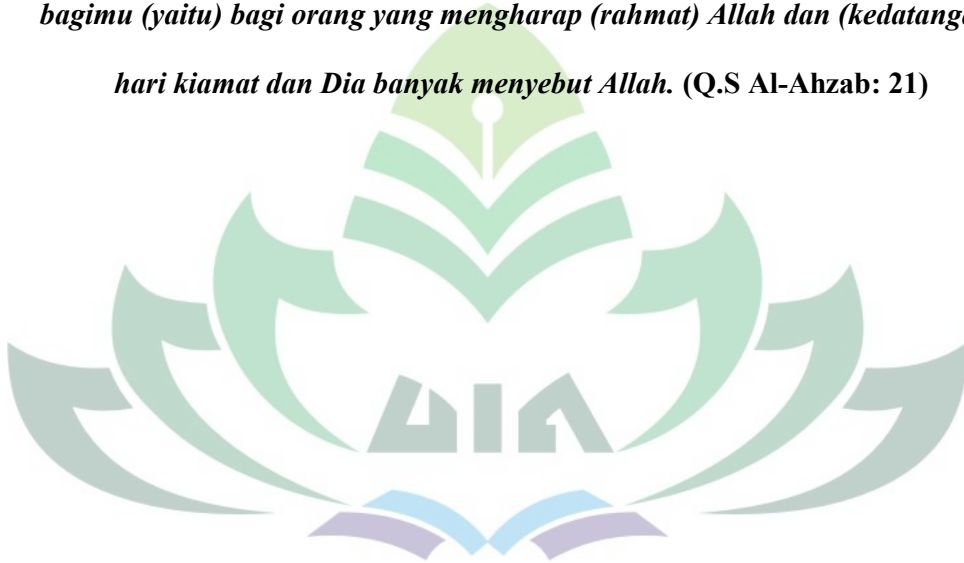 bagimu (yaitu) bagi orang yang mengharap (rahmat) Allah dan
hari kiamat dan Dia banyak menyebut Allah. (Q.S Al-Ahzab: 21)
UIN